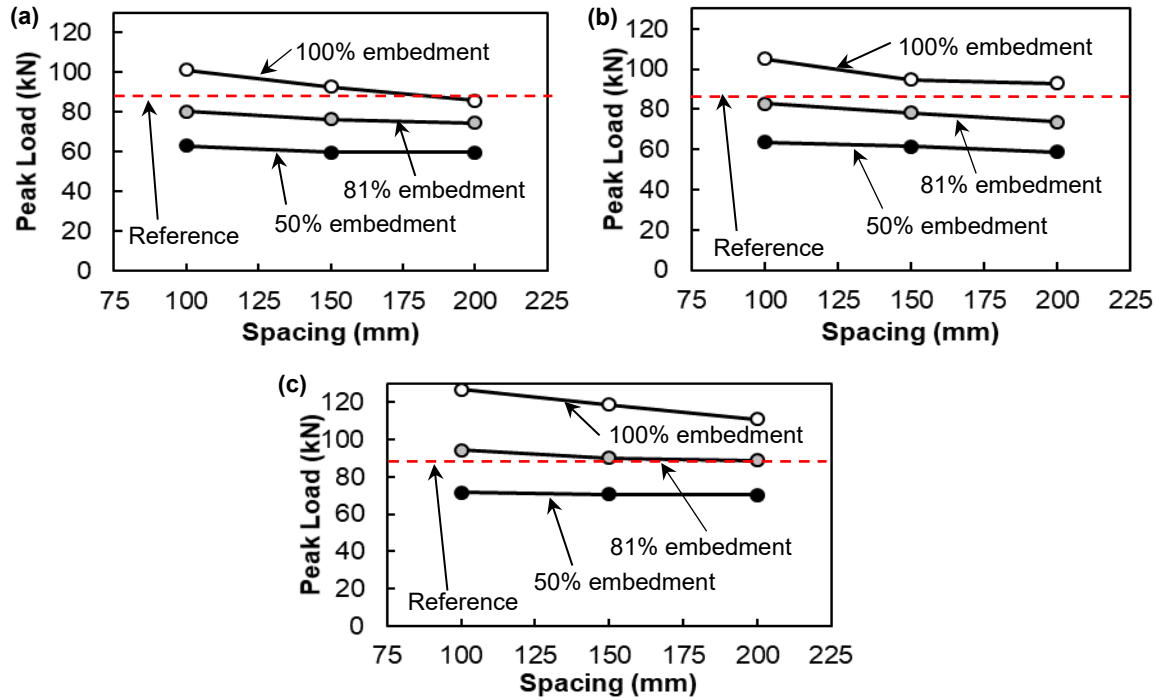 (a)
Peak Load (kN)
120
100
80
60
40
20
0
100% embedment
81% embedment
50% embedment
Reference
75 100 125 150 175 200 225
Spacing (mm)
(b)
Peak Load (kN)
120
100
80
60
40
20
0
100% embedment
81% embedment
50% embedment
Reference
75 100 125 150 175 200 225
Spacing (mm)
(c)
Peak Load (kN)
120
100
80
60
40
20
0
100% embedment
81% embedment
50% embedment
Reference
75 100 125 150 175 200 225
Spacing (mm)